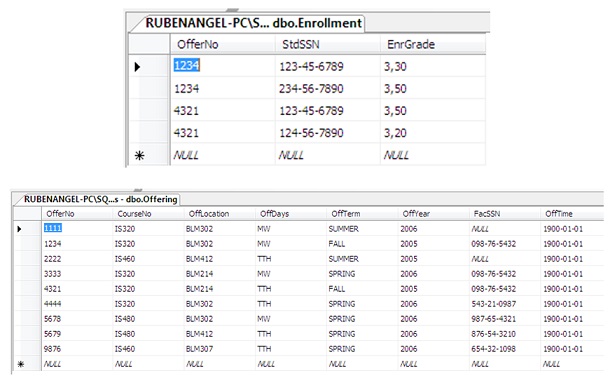 RUBENANGEL-PC\S... dbo.Enrollment
OfferNo StdSSN EnrGrade
1234 123-45-6789 3,30
1234 234-56-7890 3,50
4321 123-45-6789 3,50
4321 124-56-7890 3,20
NULL NULL NULL
RUBENANGEL-PC\SQ...s - dbo.Offering
OfferNo CourseNo OffLocation OffDays OffTerm OffYear FacSSN OffTime
1111 IS320 BLM302 MW SUMMER 2006 NULL 1900-01-01
1234 IS320 BLM302 MW FALL 2005 098-76-5432 1900-01-01
2222 IS460 BLM412 TTH SUMMER 2005 NULL 1900-01-01
3333 IS320 BLM214 MW SPRING 2006 098-76-5432 1900-01-01
4321 IS320 BLM214 TTH FALL 2005 098-76-5432 1900-01-01
4444 IS320 BLM302 TTH SPRING 2006 543-21-0987 1900-01-01
5678 IS480 BLM302 MW SPRING 2006 987-65-4321 1900-01-01
5679 IS480 BLM412 TTH SPRING 2006 876-54-3210 1900-01-01
9876 IS460 BLM307 TTH SPRING 2006 654-32-1098 1900-01-01
NULL NULL NULL NULL NULL NULL NULL NULL